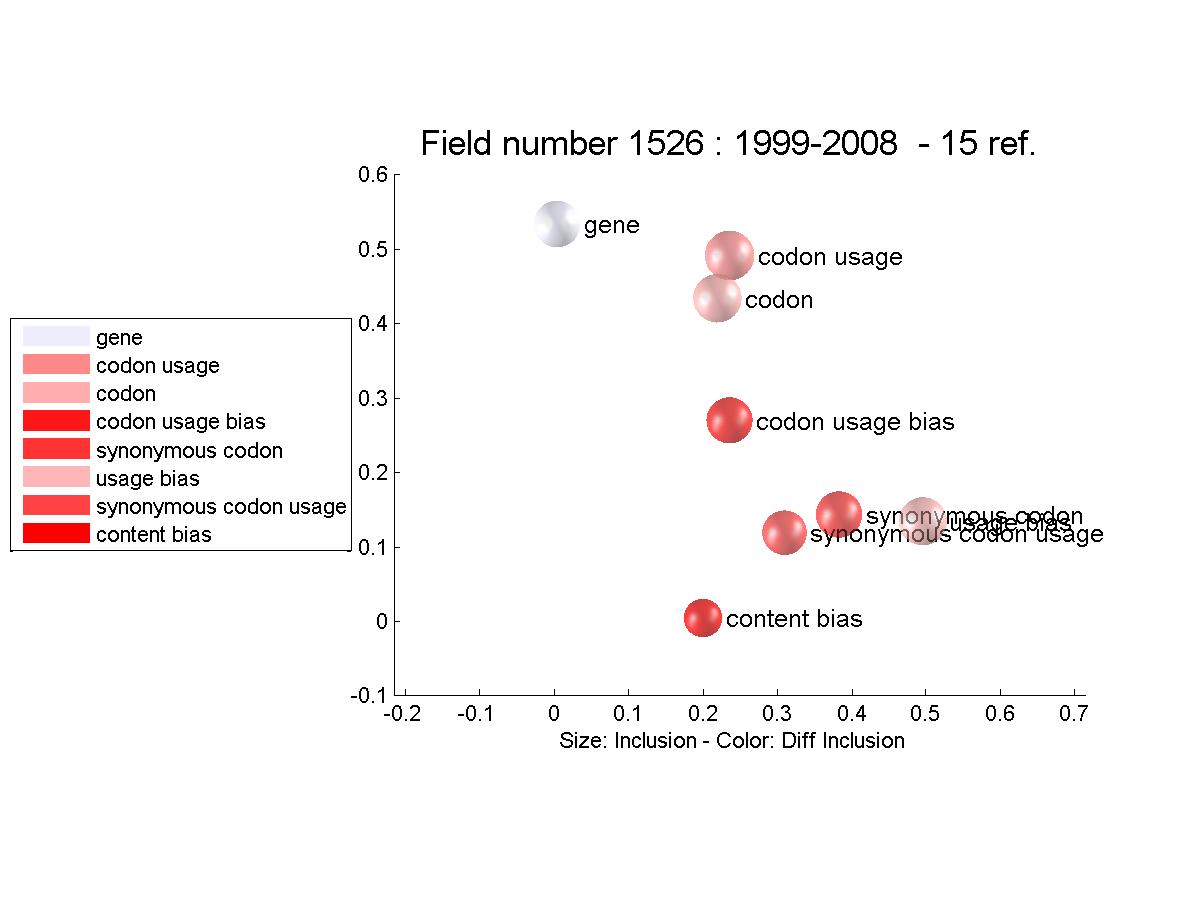 Field number 1526 : 1999-2008 - 15 ref.
0.6
0.5
0.4
0.3
0.2
0.1
0
-0.1
-0.2 -0.1 0 0.1 0.2 0.3 0.4 0.5 0.6 0.7
Size: Inclusion - Color: Diff Inclusion
gene
codon usage
codon
codon usage bias
synonymous codon
usage bias
synonymous codon usage
content bias
gene
codon usage
codon
codon usage bias
synonymous codon
usage bias
synonymous codon usage
content bias